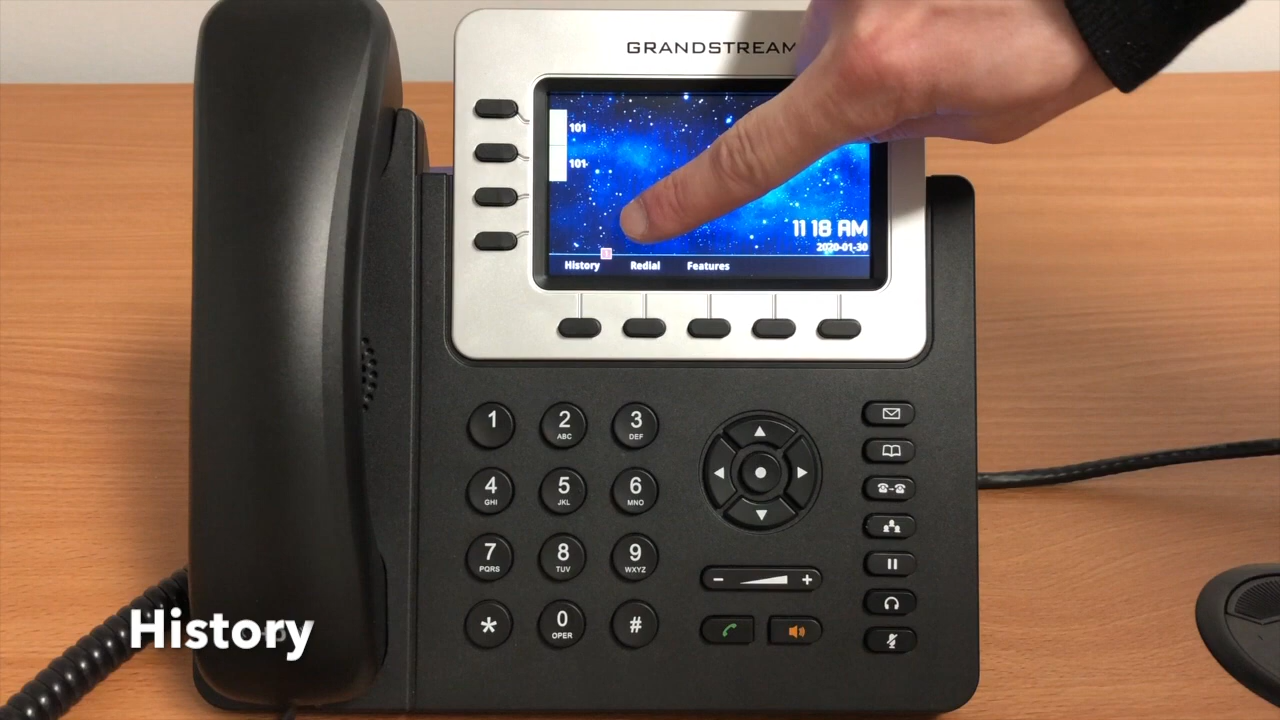 GRANDSTREAM
101
101
11 18 AM
2020-01-30
History Redial Features
1 2 ABC 3 DEF
4 GHI 5 JKL 6 MNO
7 PQRS 8 TUV 9 WXYZ
* 0 OPER #
− +
History